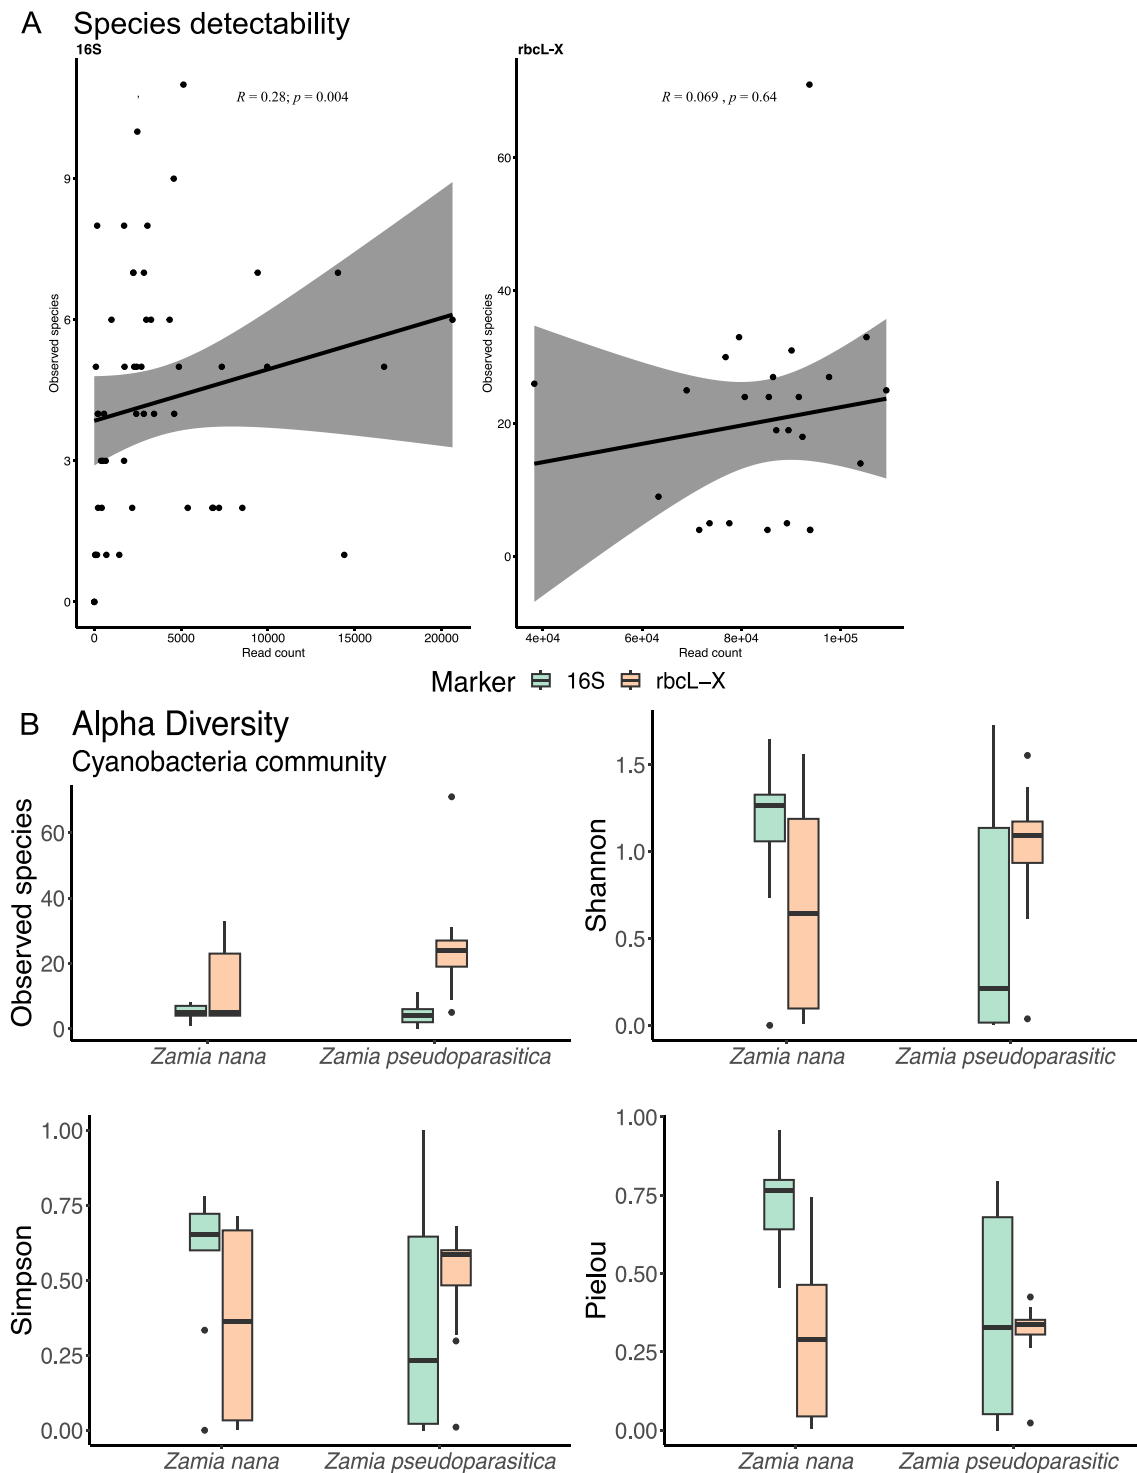 A Species detectability
16S
R = 0.28; p = 0.004
Observed species
9
6
3
0
0 5000 10000 15000 20000
Read count
rbcL-X
R = 0.069 , p = 0.64
Observed species
60
40
20
0
4e+04 6e+04 8e+04 1e+05
Read count
Marker 16S rbcL-X
B Alpha Diversity
Cyanobacteria community
Observed species
60
40
20
0
Zamia nana Zamia pseudoparasitica
Shannon
1.5
1.0
0.5
0.0
Zamia nana Zamia pseudoparasitic
Simpson
1.00
0.75
0.50
0.25
0.00
Zamia nana Zamia pseudoparasitica
Pielou
1.00
0.75
0.50
0.25
0.00
Zamia nana Zamia pseudoparasitic